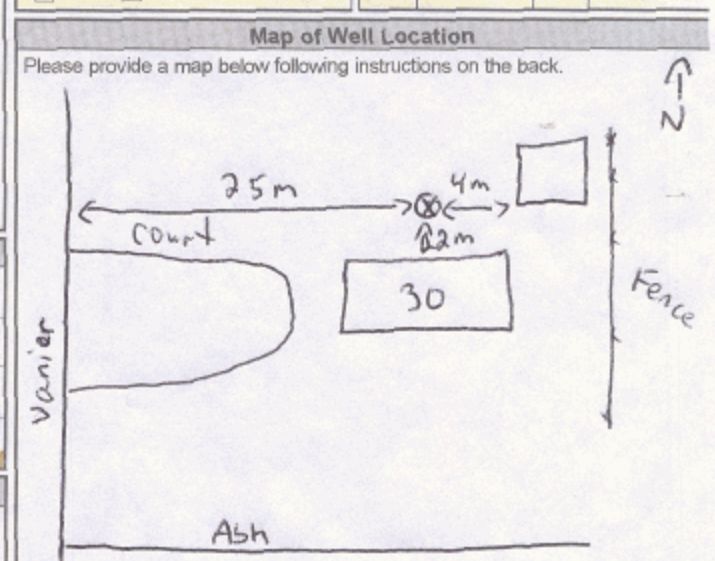 Map of Well Location
Please provide a map below following instructions on the back.
N
25m
4m
Court
2m
30
Fence
Vanier
Ash